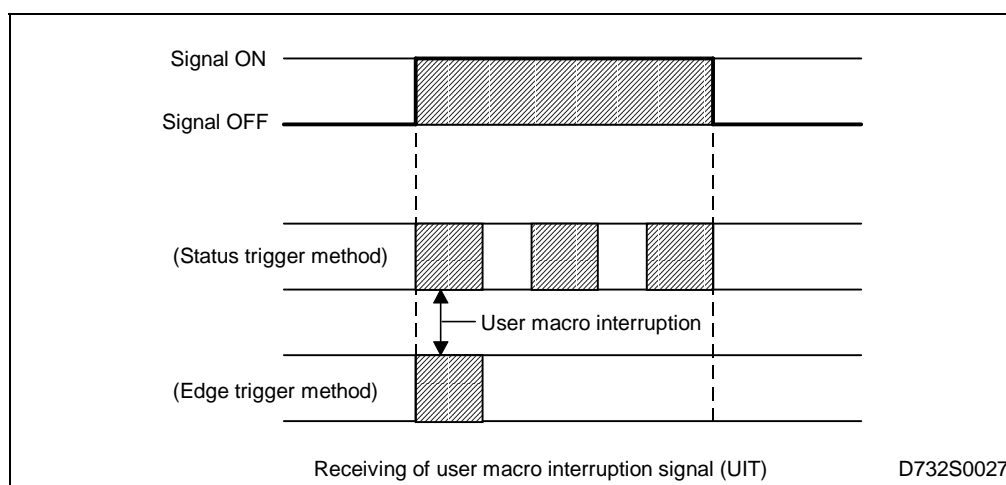 Signal ON
Signal OFF
(Status trigger method)
User macro interruption
(Edge trigger method)
Receiving of user macro interruption signal (UIT)
D732S0027